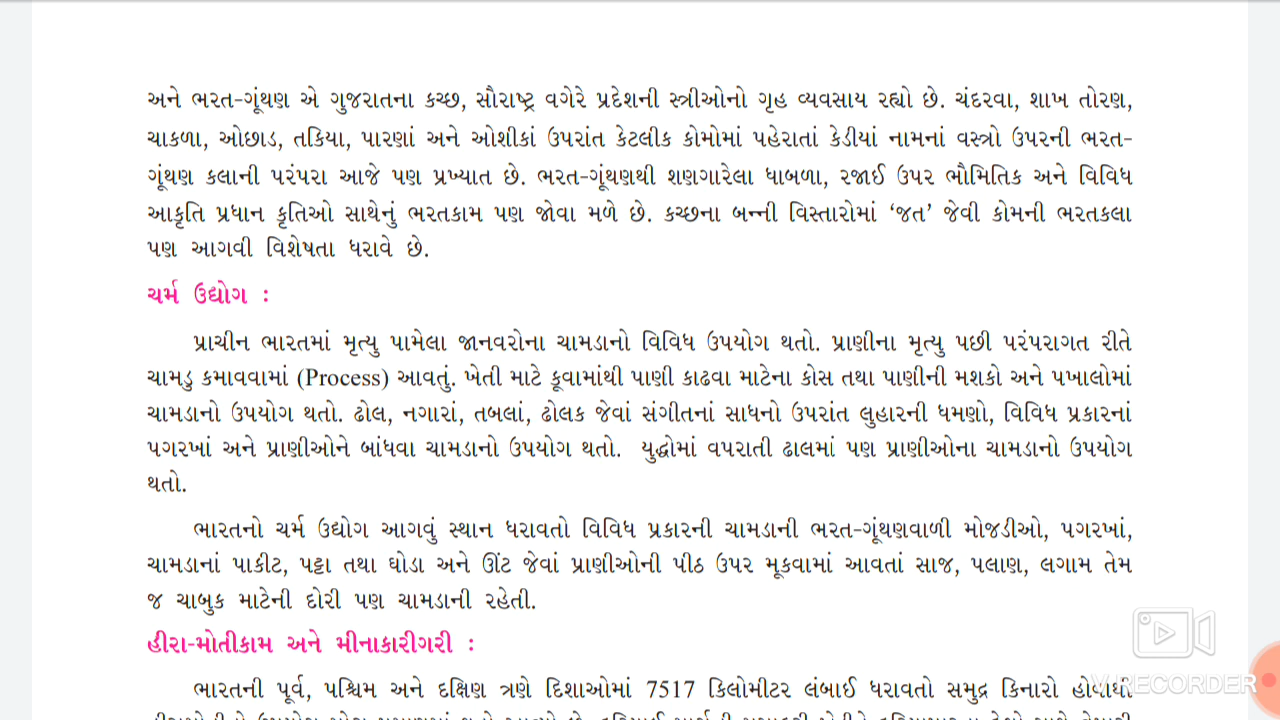 અને ભરત-ગૂંથણ એ ગુજરાતના કચ્છ, સૌરાષ્ટ્ર વગેરે પ્રદેશની સ્ત્રીઓનો ગૃહ વ્યવસાય રહ્યો છે. ચંદરવા, શાખ તોરણ,
ચાકળા, ઓછાડ, તકિયા, પારણાં અને ઓશીકાં ઉપરાંત કેટલીક કોમોમાં પહેરાતાં કેડીયાં નામનાં વસ્ત્રો ઉપરની ભરત-
ગૂંથણ કલાની પરંપરા આજે પણ પ્રખ્યાત છે. ભરત-ગૂંથણથી શણગારેલા ધાબળા, રજાઈ ઉપર ભૌમિતિક અને વિવિધ
આકૃતિ પ્રધાન કૃતિઓ સાથેનું ભરતકામ પણ જોવા મળે છે. કચ્છના બન્ની વિસ્તારોમાં ‘જત’ જેવી કોમની ભરતકલા
પણ આગવી વિશેષતા ધરાવે છે.
ચર્મ ઉદ્યોગ :
પ્રાચીન ભારતમાં મૃત્યુ પામેલા જાનવરોના ચામડાનો વિવિધ ઉપયોગ થતો. પ્રાણીના મૃત્યુ પછી પરંપરાગત રીતે
ચામડુ કમાવવામાં (Process) આવતું. ખેતી માટે કૂવામાંથી પાણી કાઢવા માટેના કોસ તથા પાણીની મશકો અને પખાલોમાં
ચામડાનો ઉપયોગ થતો. ઢોલ, નગારાં, તબલાં, ઢોલક જેવાં સંગીતનાં સાધનો ઉપરાંત લુહારની ધમણો, વિવિધ પ્રકારનાં
પગરખાં અને પ્રાણીઓને બાંધવા ચામડાનો ઉપયોગ થતો. યુદ્ધોમાં વપરાતી ઢાલમાં પણ પ્રાણીઓના ચામડાનો ઉપયોગ
થતો.
ભારતનો ચર્મ ઉદ્યોગ આગવું સ્થાન ધરાવતો વિવિધ પ્રકારની ચામડાની ભરત-ગૂંથણવાળી મોજડીઓ, પગરખાં,
ચામડાનાં પાકીટ, પટ્ટા તથા ઘોડા અને ઊંટ જેવાં પ્રાણીઓની પીઠ ઉપર મૂકવામાં આવતાં સાજ, પલાણ, લગામ તેમ
જ ચાબુક માટેની દોરી પણ ચામડાની રહેતી.
હીરા-મોતીકામ અને મીનાકારીગરી :
ભારતની પૂર્વ, પશ્ચિમ અને દક્ષિણ ત્રણે દિશાઓમાં 7517 કિલોમીટર લંબાઈ ધરાવતો સમુદ્ર કિનારો હોવાથી
RECORDER